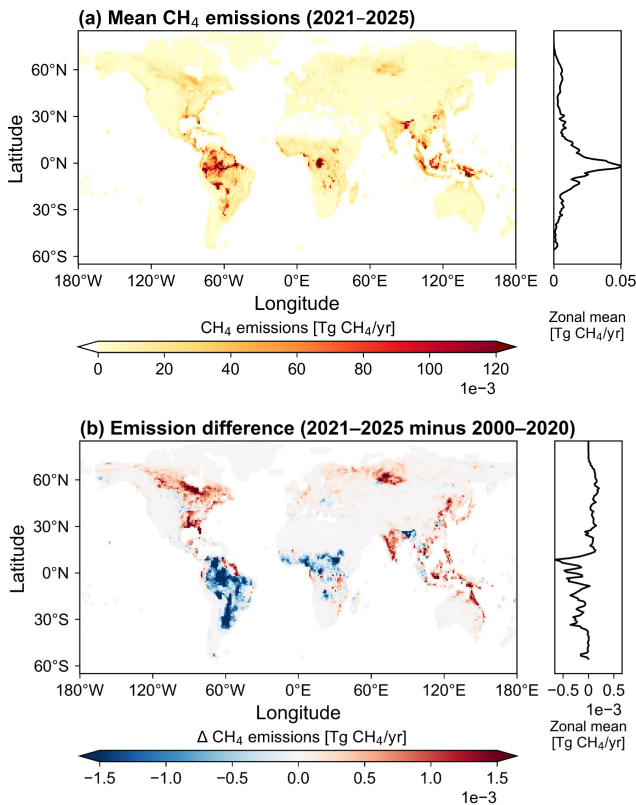 (a) Mean CH₄ emissions (2021–2025)
Latitude
60°N
30°N
0°N
30°S
60°S
180°W 120°W 60°W 0°E 60°E 120°E 180°E
Longitude
0 0.05
Zonal mean
[Tg CH₄/yr]
CH₄ emissions [Tg CH₄/yr]
0 20 40 60 80 100 120
1e−3
(b) Emission difference (2021–2025 minus 2000–2020)
Latitude
60°N
30°N
0°N
30°S
60°S
180°W 120°W 60°W 0°E 60°E 120°E 180°E
Longitude
−0.5 0 0.5
1e−3
Zonal mean
[Tg CH₄/yr]
Δ CH₄ emissions [Tg CH₄/yr]
−1.5 −1.0 −0.5 0.0 0.5 1.0 1.5
1e−3